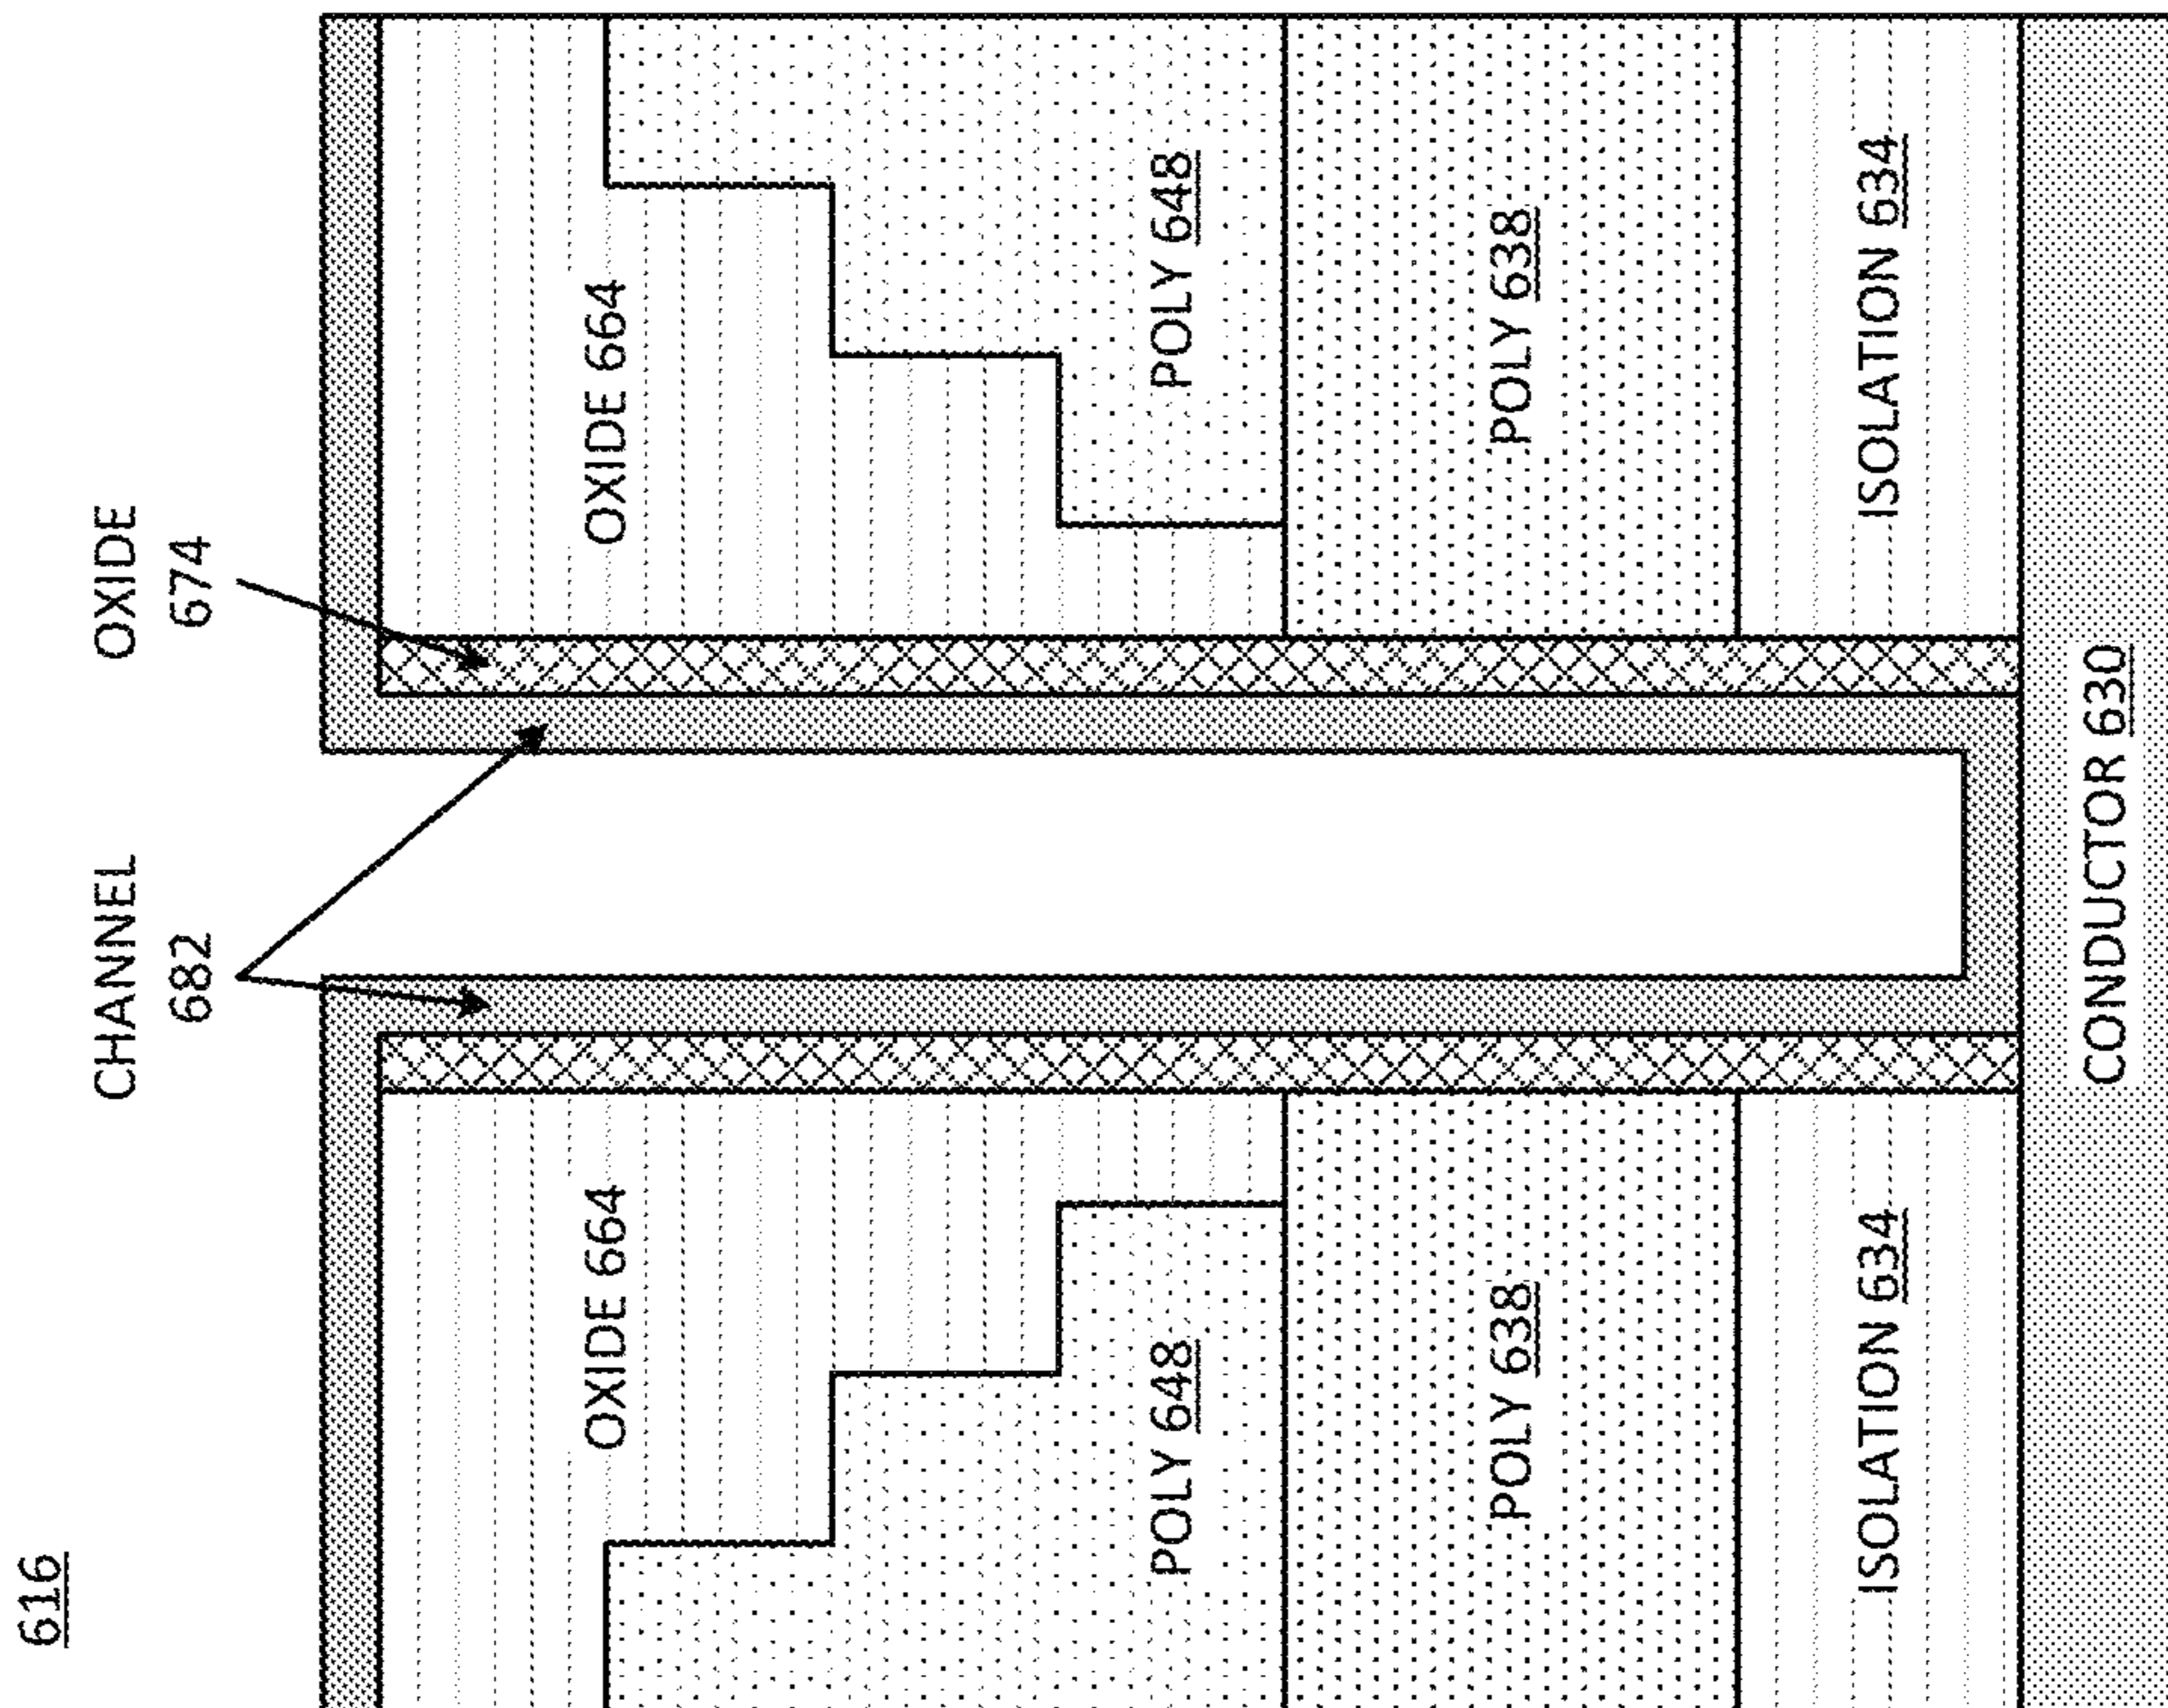 616
CHANNEL
682
OXIDE
674
OXIDE 664
OXIDE 664
POLY 648
POLY 648
POLY 638
POLY 638
ISOLATION 634
ISOLATION 634
CONDUCTOR 630